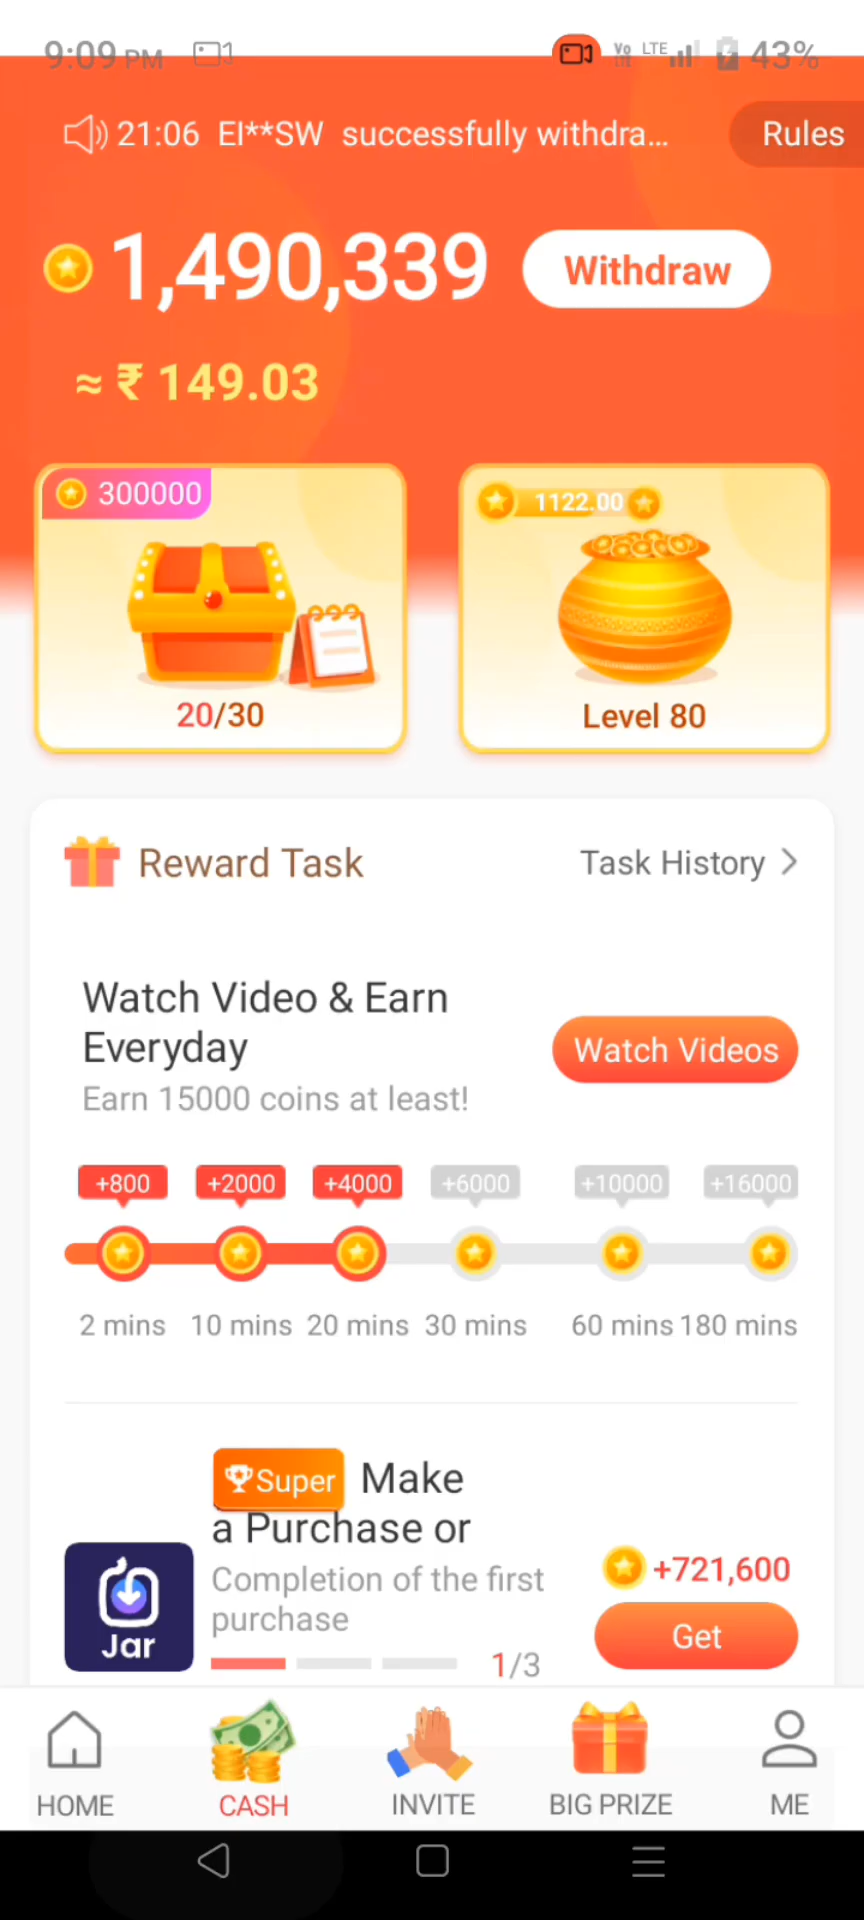 9:09 PM
Vo LTE LTE 43%
21:06 EI**SW successfully withdra...
Rules
1,490,339
Withdraw
≈ ₹ 149.03
300000
1122.00
20/30
Level 80
Reward Task
Task History
Watch Video & Earn
Everyday
Watch Videos
Earn 15000 coins at least!
+800 +2000 +4000 +6000 +10000 +16000
2 mins 10 mins 20 mins 30 mins 60 mins 180 mins
Super Make
a Purchase or
Completion of the first
purchase
+721,600
Jar
Get
1/3
HOME CASH INVITE BIG PRIZE ME